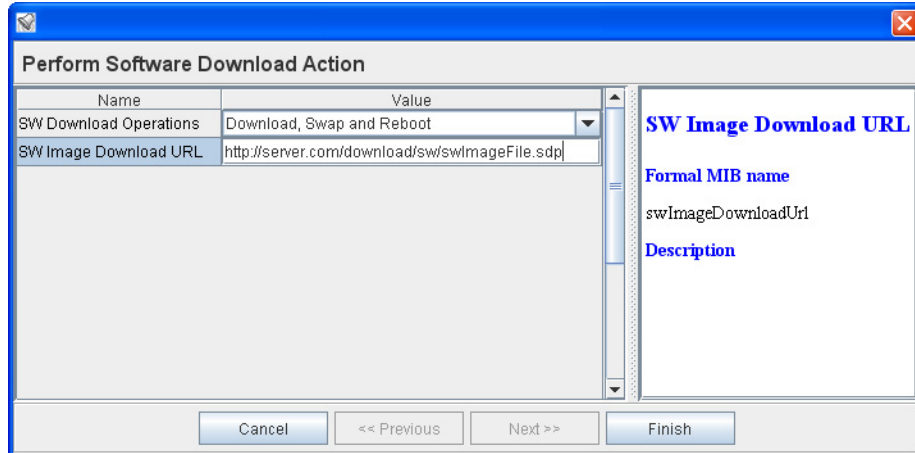 Perform Software Download Action
Name Value
SW Download Operations Download, Swap and Reboot
SW Image Download URL http://server.com/download/sw/swImageFile.sdp
SW Image Download URL
Formal MIB name
swImageDownloadUrl
Description
Cancel << Previous Next >> Finish